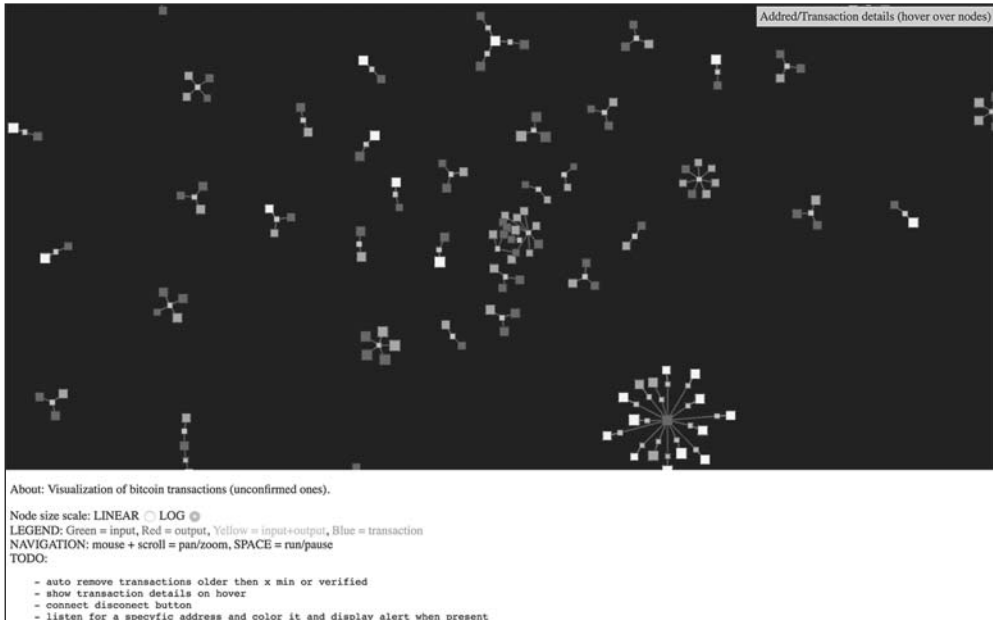 Addred/Transaction details (hover over nodes)
About: Visualization of bitcoin transactions (unconfirmed ones).
Node size scale: LINEAR LOG
LEGEND: Green = input, Red = output, Yellow = input+output, Blue = transaction
NAVIGATION: mouse + scroll = pan/zoom, SPACE = run/pause
TODO:
- auto remove transactions older then x min or verified
- show transaction details on hover
- connect disconect button
- listen for a specyfic address and color it and display alert when present